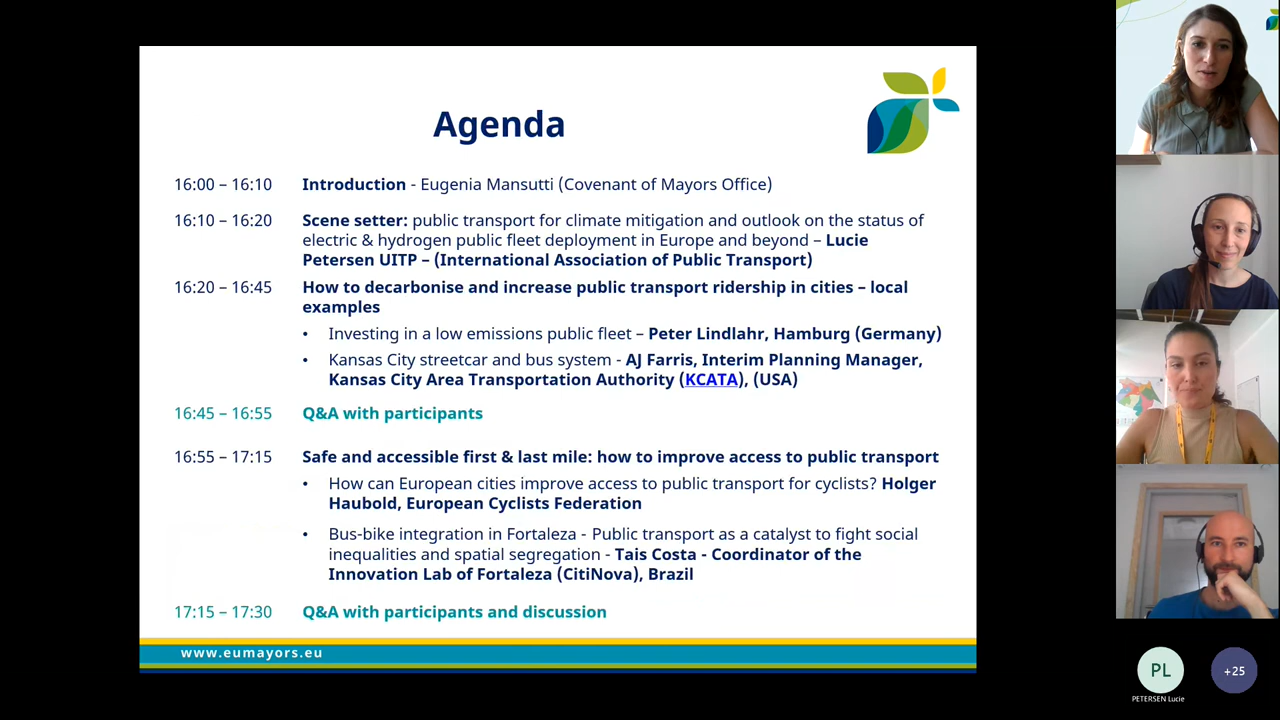 Agenda
16:00 – 16:10 Introduction - Eugenia Mansutti (Covenant of Mayors Office)
16:10 – 16:20 Scene setter: public transport for climate mitigation and outlook on the status of
electric & hydrogen public fleet deployment in Europe and beyond – Lucie
Petersen UITP – (International Association of Public Transport)
16:20 – 16:45 How to decarbonise and increase public transport ridership in cities – local
examples
• Investing in a low emissions public fleet – Peter Lindlahr, Hamburg (Germany)
• Kansas City streetcar and bus system - AJ Farris, Interim Planning Manager,
Kansas City Area Transportation Authority (KCATA), (USA)
16:45 – 16:55 Q&A with participants
16:55 – 17:15 Safe and accessible first & last mile: how to improve access to public transport
• How can European cities improve access to public transport for cyclists? Holger
Haubold, European Cyclists Federation
• Bus-bike integration in Fortaleza - Public transport as a catalyst to fight social
inequalities and spatial segregation - Tais Costa - Coordinator of the
Innovation Lab of Fortaleza (CitiNova), Brazil
17:15 – 17:30 Q&A with participants and discussion
www.eumayors.eu
PL
PETERSEN Lucie
+25